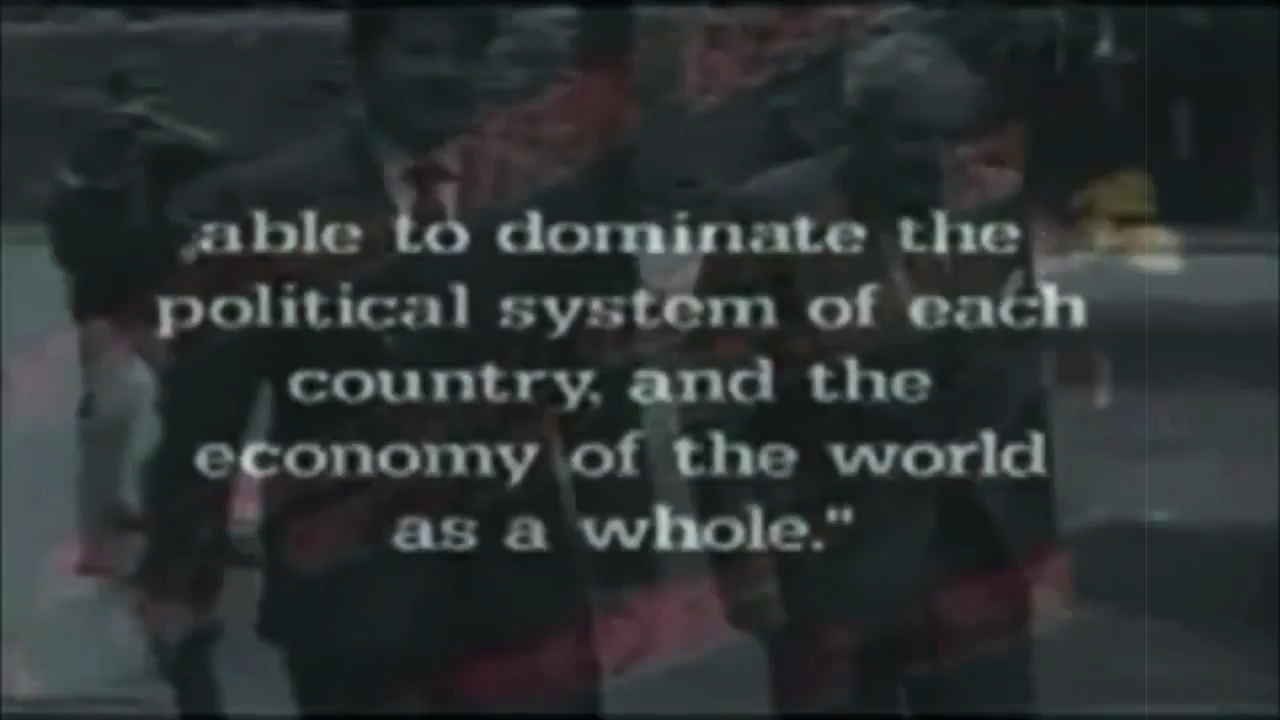 able to dominate the
political system of each
country, and the
economy of the world
as a whole."